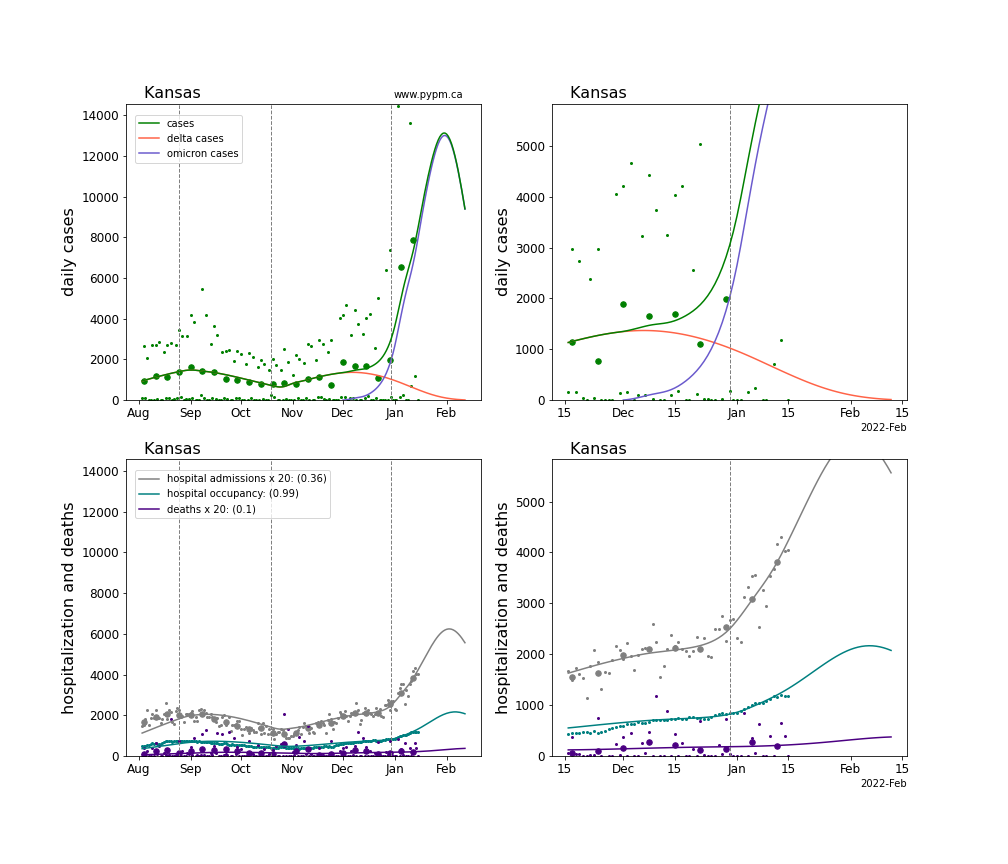 Kansas
www.pypm.ca
14000
12000
10000
8000
6000
4000
2000
0
daily cases
cases
delta cases
omicron cases
Aug Sep Oct Nov Dec Jan Feb
Kansas
5000
4000
3000
2000
1000
0
daily cases
15 Dec 15 Jan 15 Feb 15
2022-Feb
Kansas
14000
12000
10000
8000
6000
4000
2000
0
hospitalization and deaths
hospital admissions x 20: (0.36)
hospital occupancy: (0.99)
deaths x 20: (0.1)
Aug Sep Oct Nov Dec Jan Feb
Kansas
5000
4000
3000
2000
1000
0
hospitalization and deaths
15 Dec 15 Jan 15 Feb 15
2022-Feb